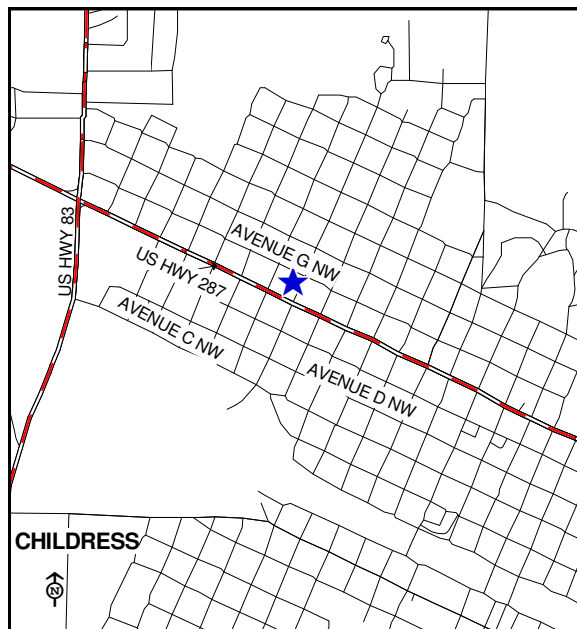 AVENUE G NW
US HWY 83
US HWY 287
AVENUE C NW
AVENUE D NW
CHILDRESS
N